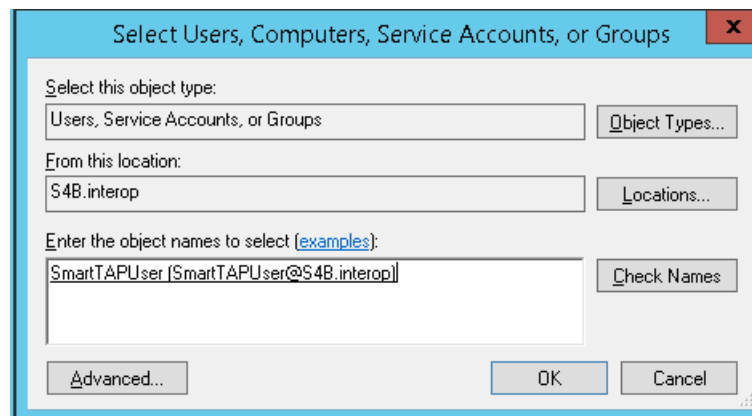 Select Users, Computers, Service Accounts, or Groups
x
Select this object type:
Users, Service Accounts, or Groups
Object Types...
From this location:
S4B.interop
Locations...
Enter the object names to select (examples):
SmartTAPUser (SmartTAPUser@S4B.interop)
Check Names
Advanced...
OK
Cancel